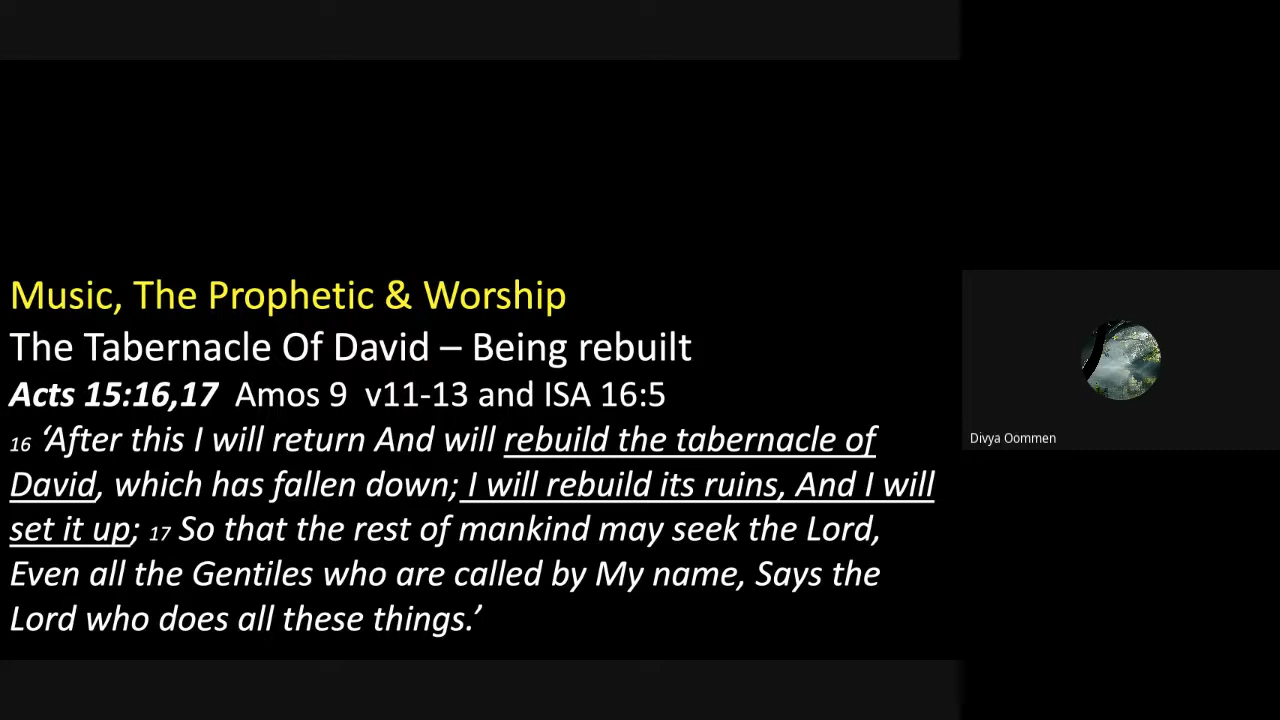 Music, The Prophetic & Worship
The Tabernacle Of David – Being rebuilt
Acts 15:16,17  Amos 9  v11-13 and ISA 16:5
16 ‘After this I will return And will rebuild the tabernacle of
David, which has fallen down; I will rebuild its ruins, And I will
set it up; 17 So that the rest of mankind may seek the Lord,
Even all the Gentiles who are called by My name, Says the
Lord who does all these things.’
Divya Oommen